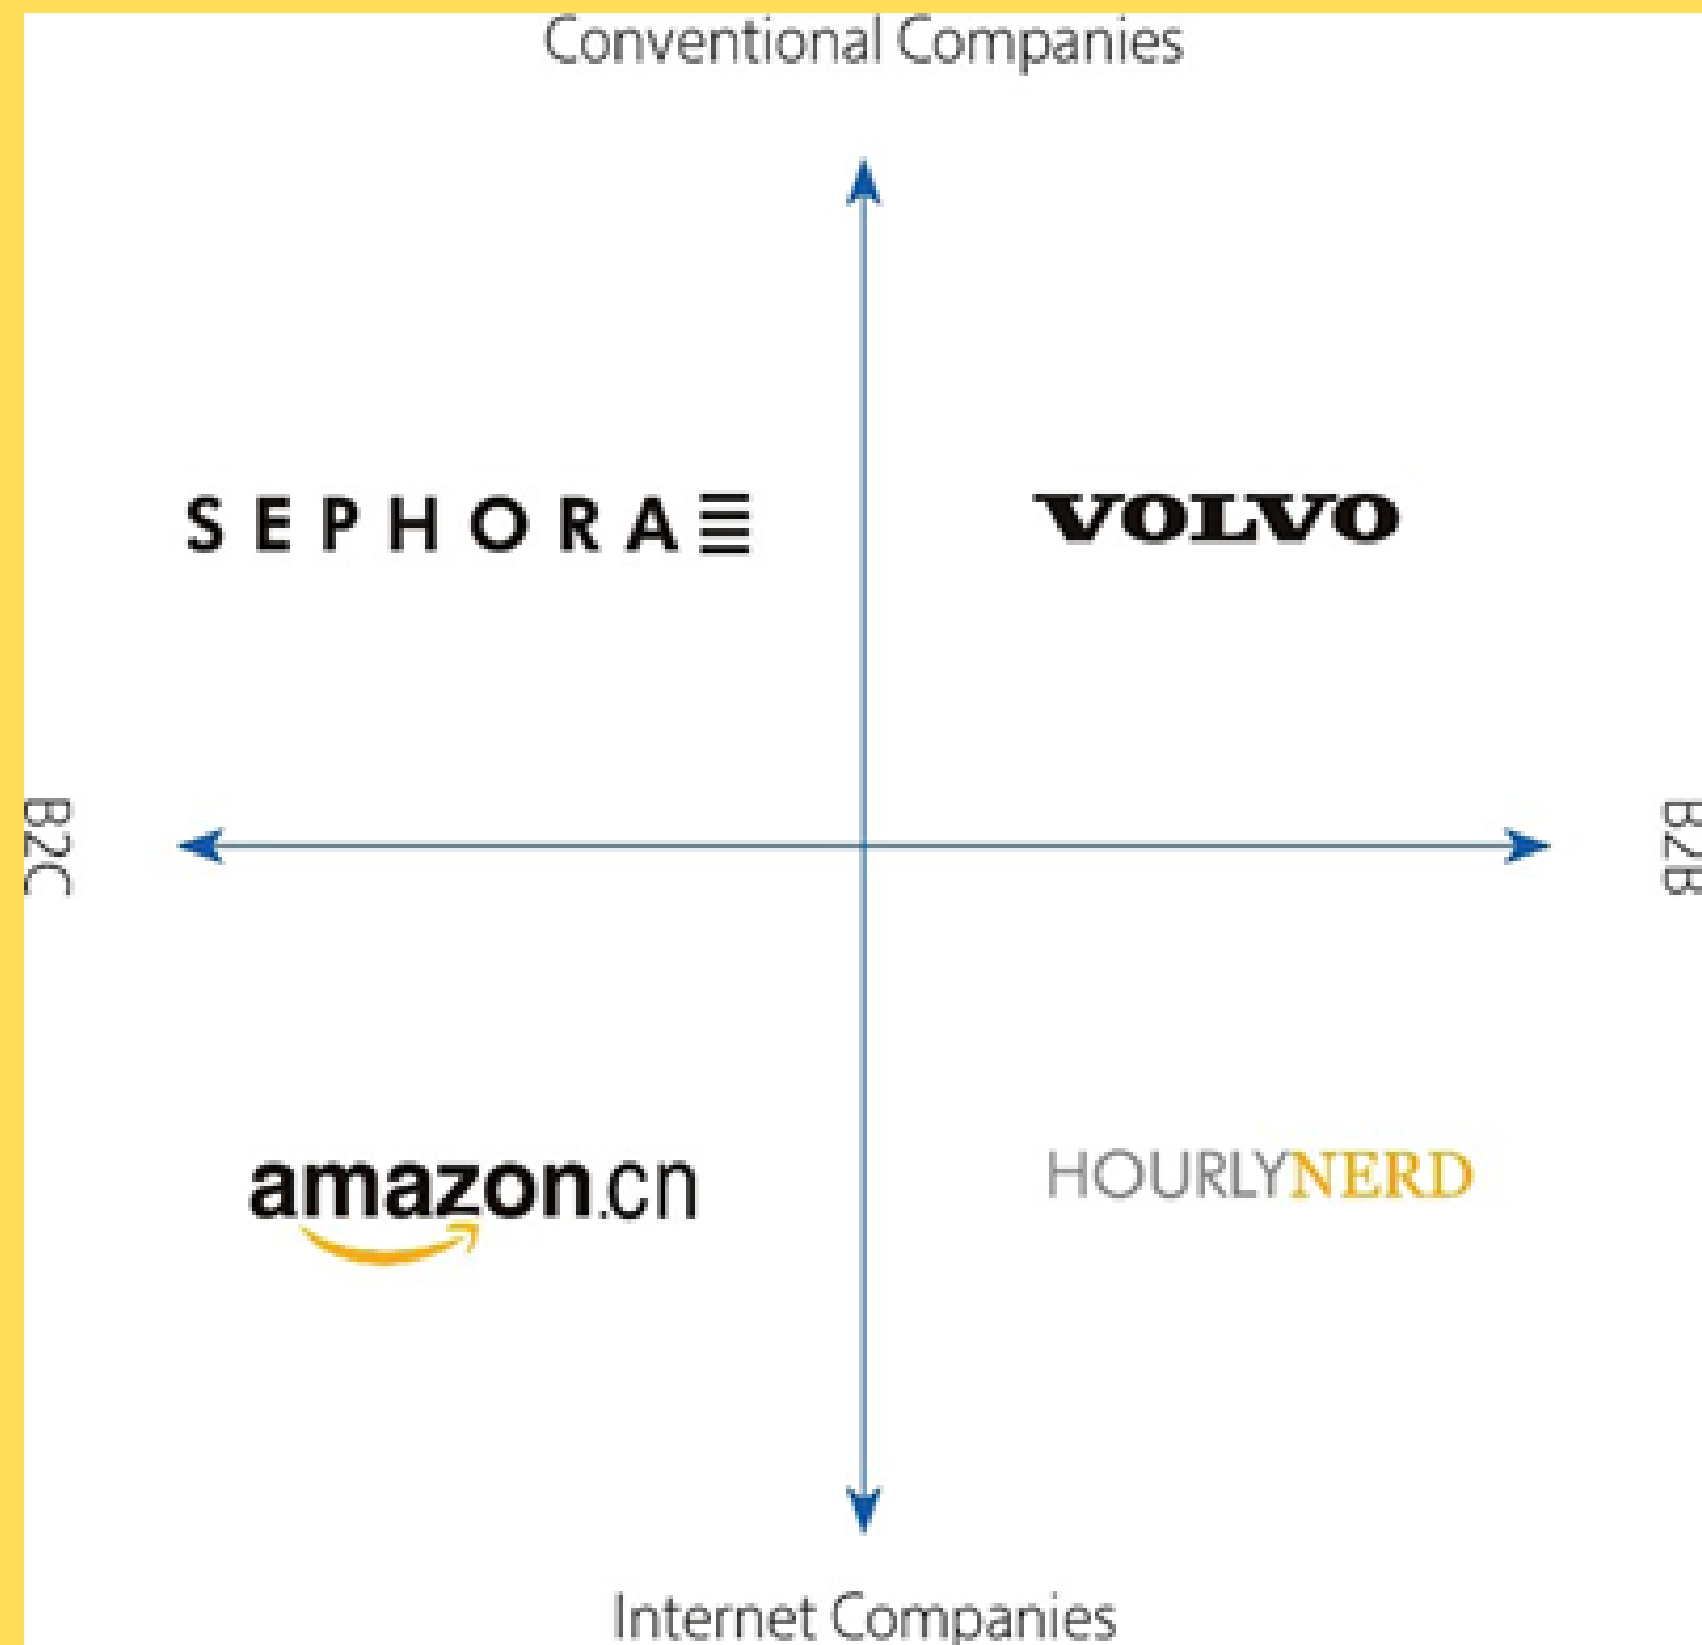 Conventional Companies
SEPHORA
VOLVO
B2C
B2B
amazon.cn
HOURLYNERD
Internet Companies